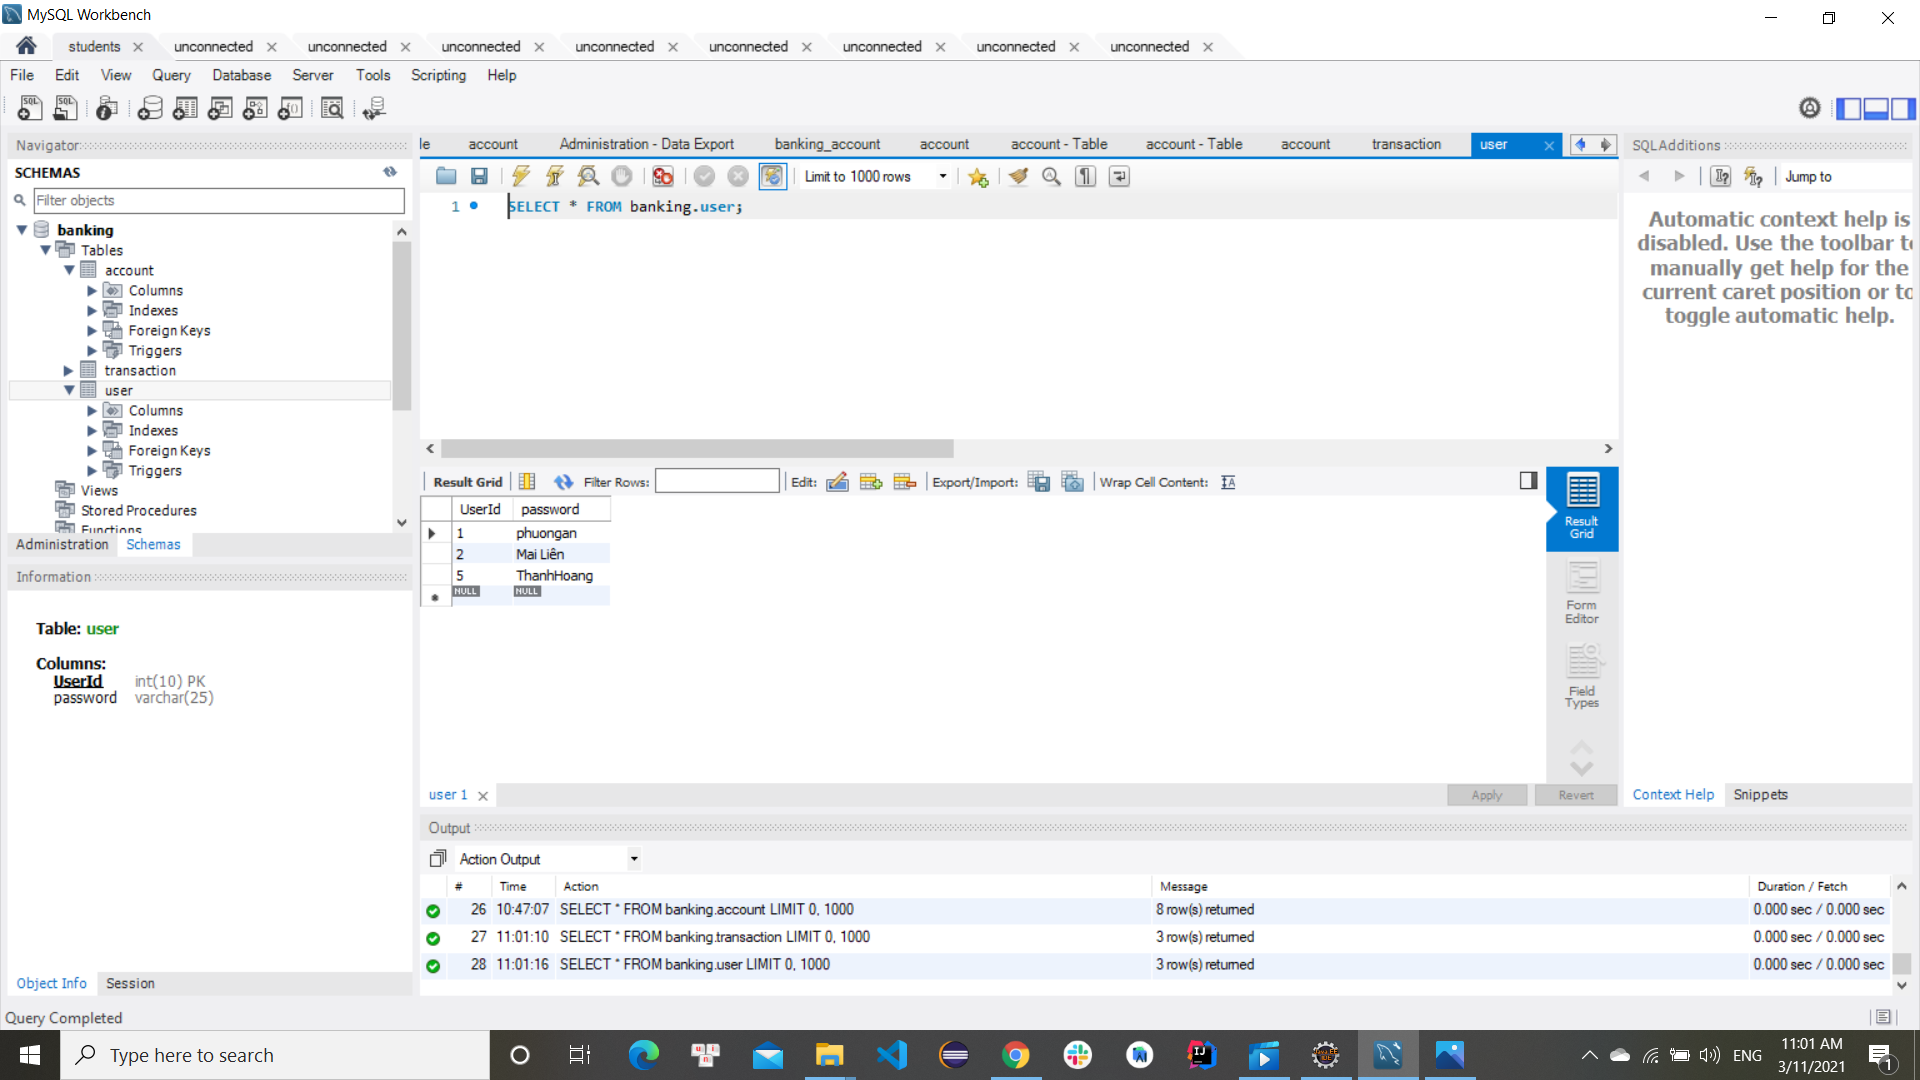 MySQL Workbench
students
unconnected
unconnected
unconnected
unconnected
unconnected
unconnected
unconnected
unconnected
File Edit View Query Database Server Tools Scripting Help
Navigator
SCHEMAS
Filter objects
banking
Tables
account
Columns
Indexes
Foreign Keys
Triggers
transaction
user
Columns
Indexes
Foreign Keys
Triggers
Views
Stored Procedures
Functions
Administration Schemas
Information
Table: user
Columns:
UserId int(10) PK
password varchar(25)
Object Info Session
Query Completed
le account Administration - Data Export banking_account account account - Table account - Table account transaction user
Limit to 1000 rows
1 SELECT * FROM banking.user;
Result Grid Filter Rows: Edit: Export/Import: Wrap Cell Content:
UserId password
1 phuongan
2 Mai Liên
5 ThanhHoang
NULL NULL
Result
Grid
Form
Editor
Field
Types
user 1
Apply Revert
SQLAdditions
Jump to
Automatic context help is
disabled. Use the toolbar to
manually get help for the
current caret position or to
toggle automatic help.
Context Help Snippets
Output
Action Output
# Time Action Message Duration / Fetch
26 10:47:07 SELECT * FROM banking.account LIMIT 0, 1000 8 row(s) returned 0.000 sec / 0.000 sec
27 11:01:10 SELECT * FROM banking.transaction LIMIT 0, 1000 3 row(s) returned 0.000 sec / 0.000 sec
28 11:01:16 SELECT * FROM banking.user LIMIT 0, 1000 3 row(s) returned 0.000 sec / 0.000 sec
Type here to search
ENG
11:01 AM
3/11/2021
1